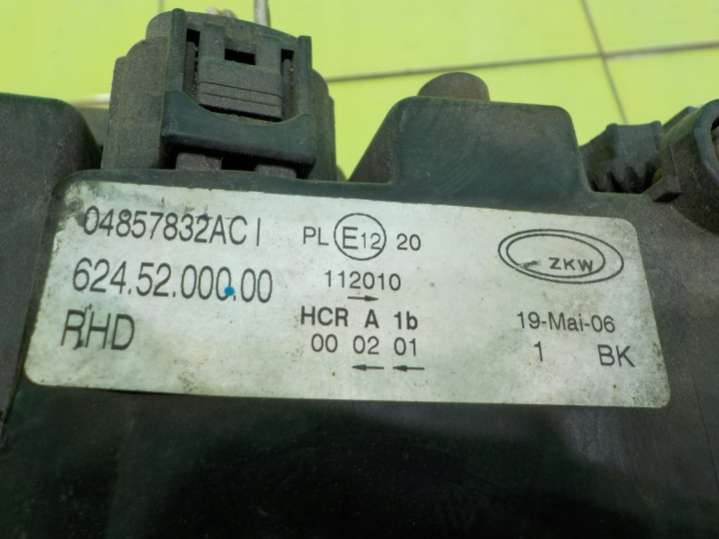 04857832AC I
624.52.000.00
RHD
PL E12 20
112010
HCR A 1b
00 02 01
ZKW
19-Mai-06
1 BK